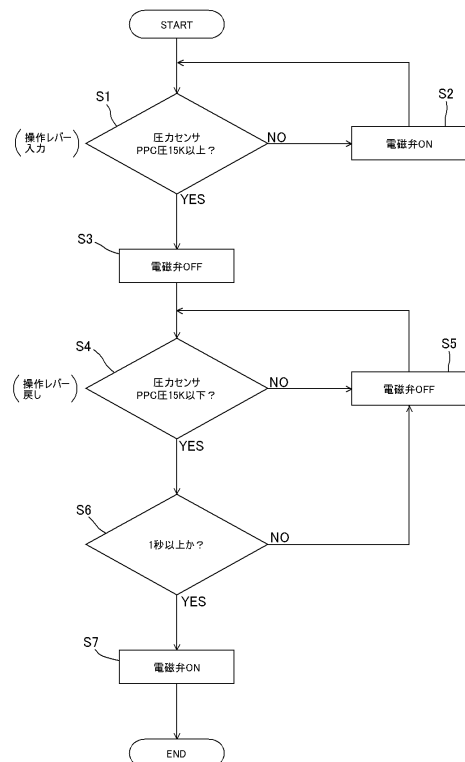 START
S1
S2
（操作レバー
入力）
圧力センサ
PPC圧15K以上？
NO
電磁弁ON
YES
S3
電磁弁OFF
S4
S5
（操作レバー
戻し）
圧力センサ
PPC圧15K以下？
NO
電磁弁OFF
YES
S6
1秒以上か？
NO
YES
S7
電磁弁ON
END